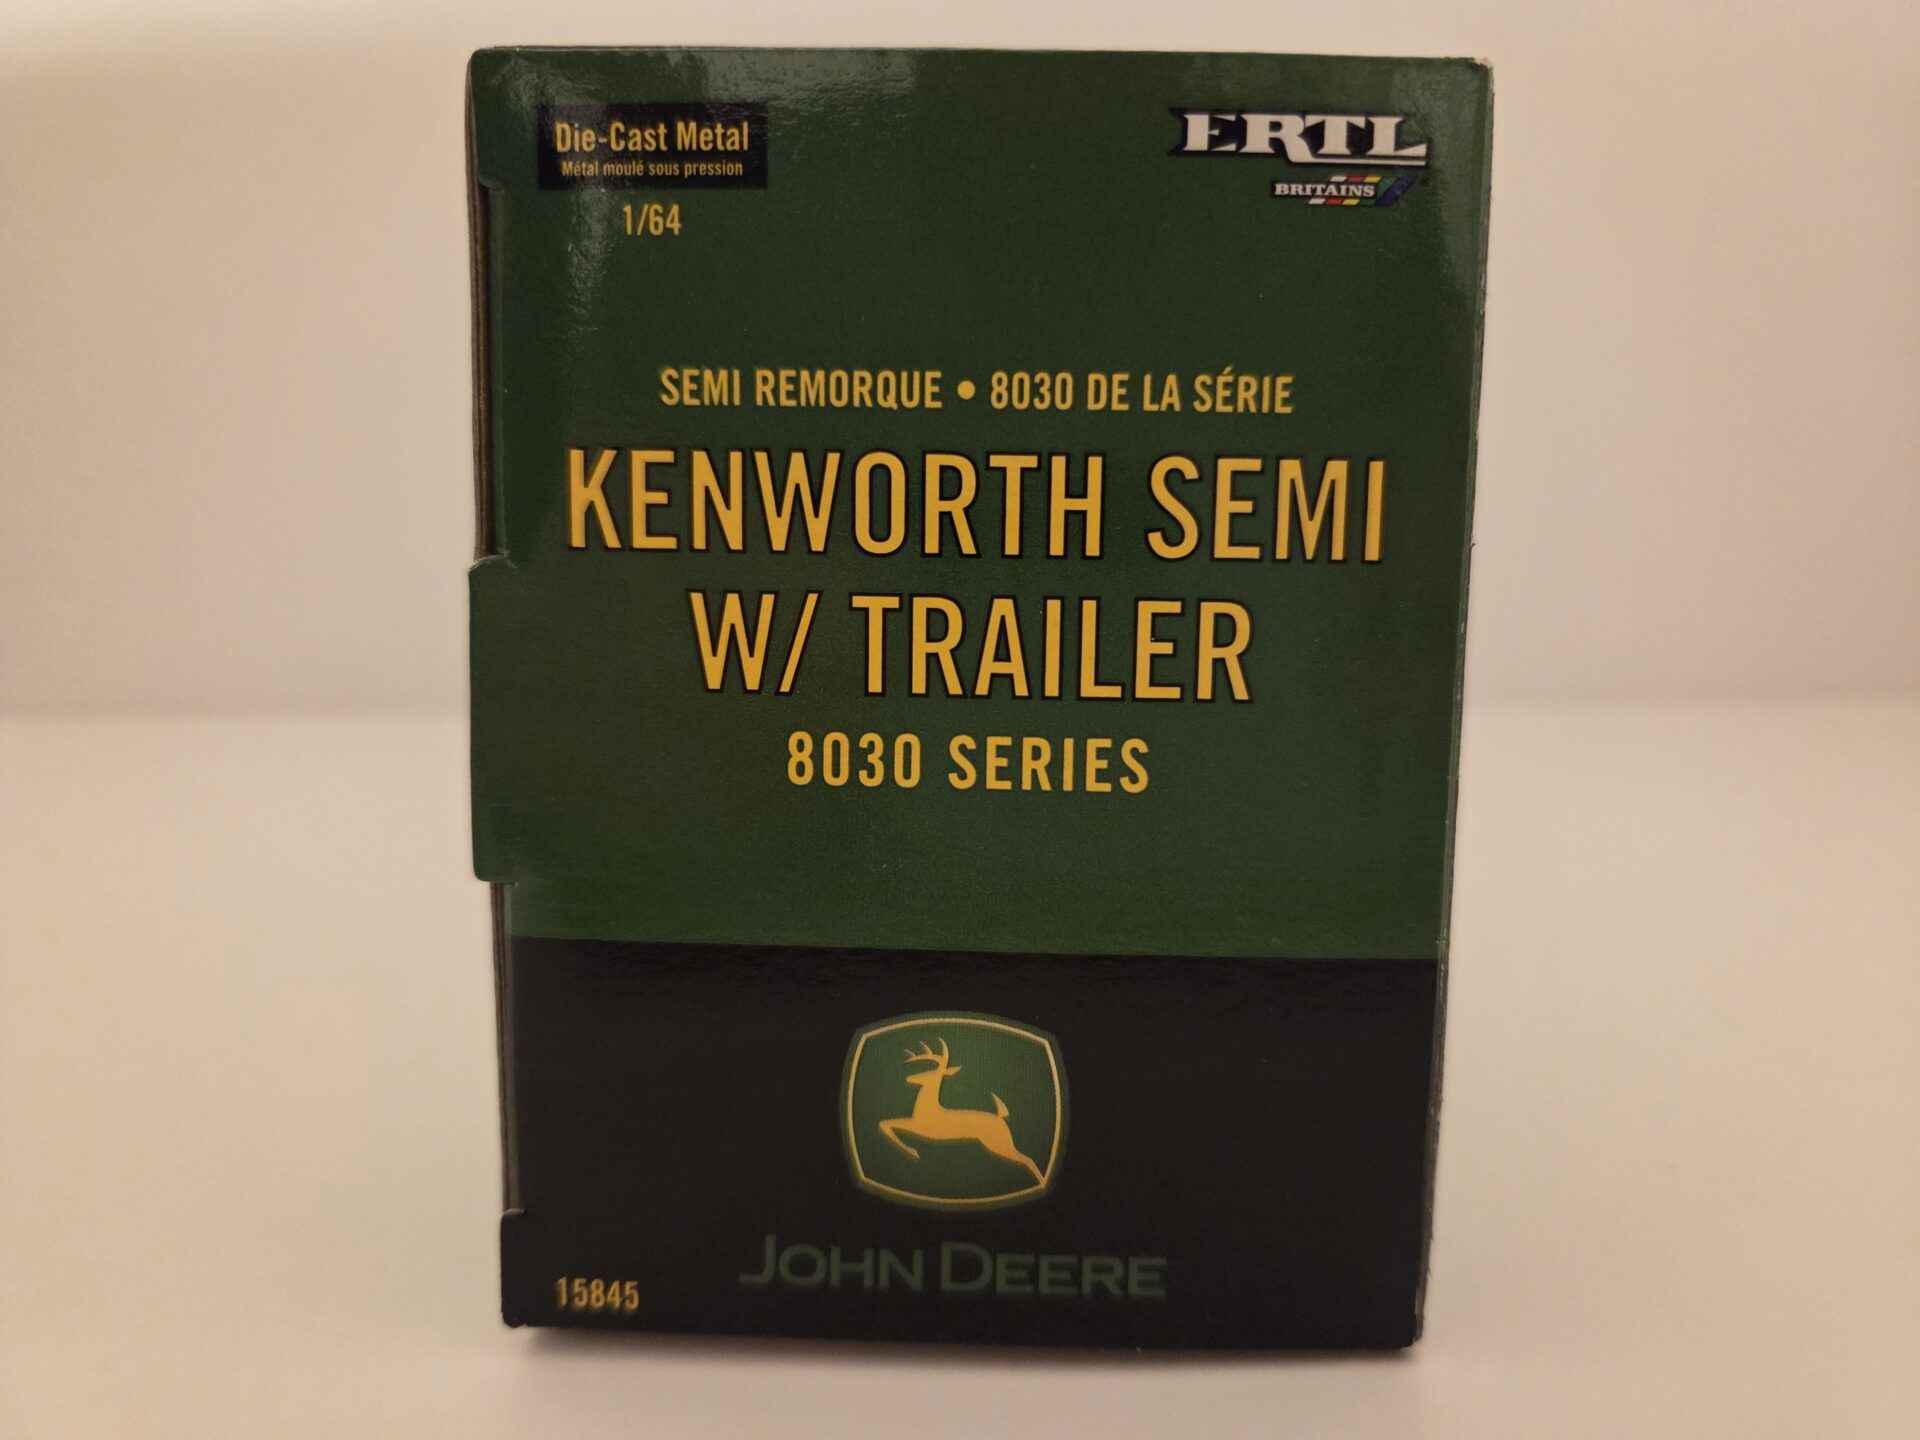 Die-Cast Metal
Métal moulé sous pression
1/64
ERTL
BRITAINS
SEMI REMORQUE • 8030 DE LA SÉRIE
KENWORTH SEMI
W/ TRAILER
8030 SERIES
JOHN DEERE
15845